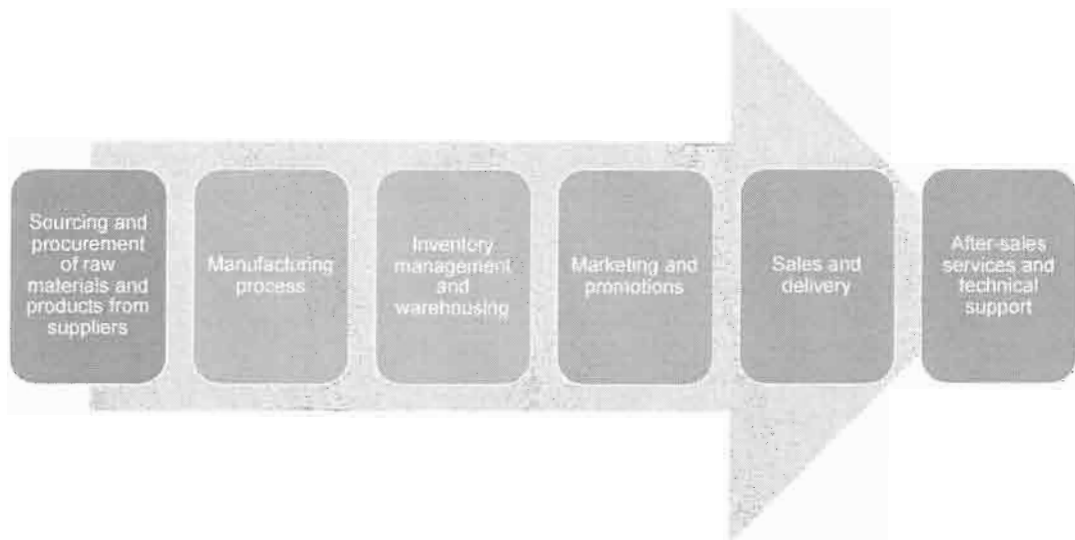 Sourcing and
procurement
of raw
materials and
products from
suppliers
Manufacturing
process
Inventory
management
and
warehousing
Marketing and
promotions
Sales and
delivery
After-sales
services and
technical
support